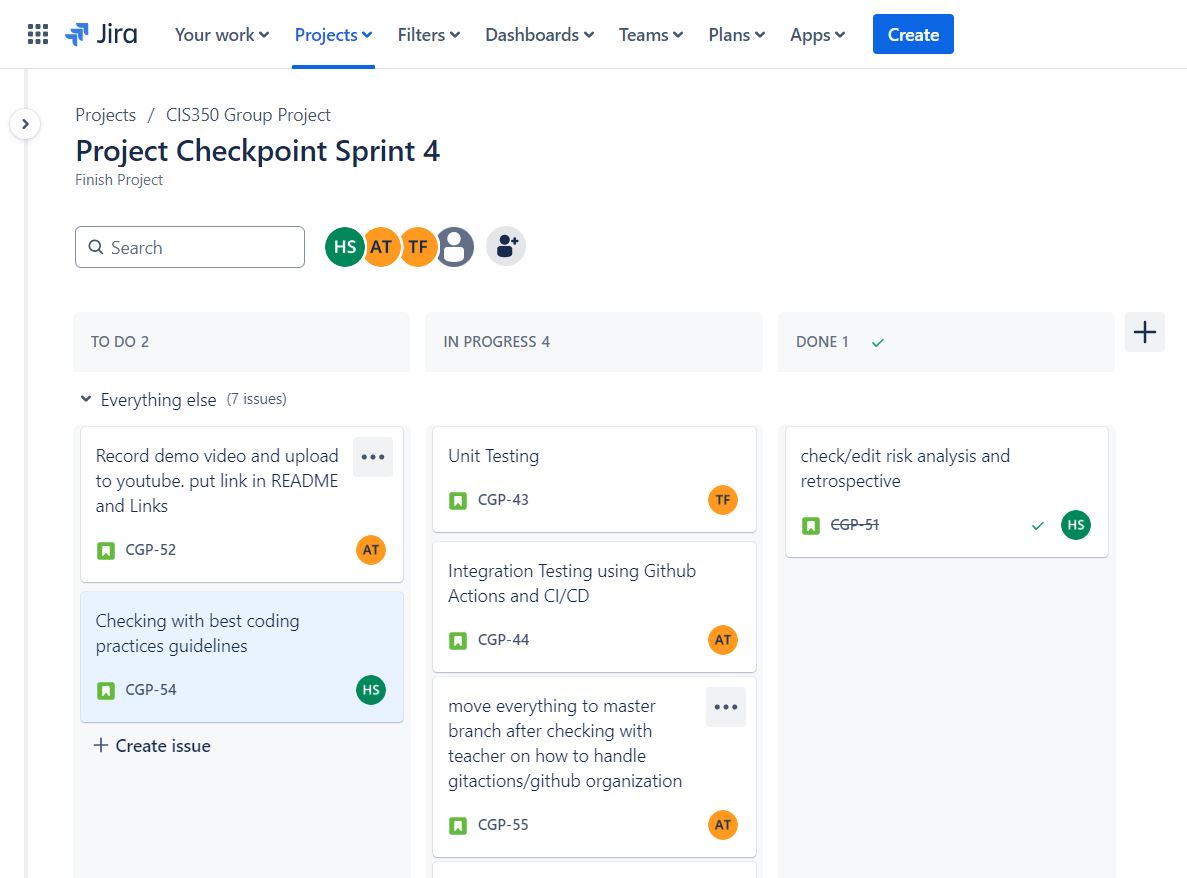 Jira
Your work
Projects
Filters
Dashboards
Teams
Plans
Apps
Create
Projects / CIS350 Group Project
Project Checkpoint Sprint 4
Finish Project
Search
HS
AT
TF
TO DO 2
IN PROGRESS 4
DONE 1
Everything else (7 issues)
Record demo video and upload
to youtube. put link in README
and Links
CGP-52
AT
Checking with best coding
practices guidelines
CGP-54
HS
+ Create issue
Unit Testing
CGP-43
TF
Integration Testing using Github
Actions and CI/CD
CGP-44
AT
move everything to master
branch after checking with
teacher on how to handle
gitactions/github organization
CGP-55
AT
check/edit risk analysis and
retrospective
CGP-51
HS